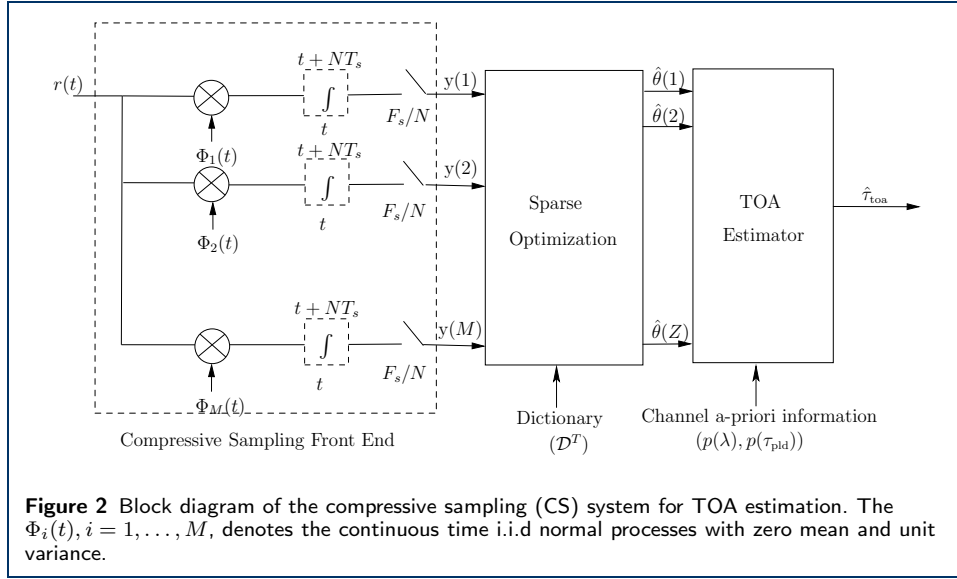 r(t)
t + NT_s
∫
t
F_s/N
y(1)
Φ_1(t)
t + NT_s
∫
t
F_s/N
y(2)
Φ_2(t)
t + NT_s
∫
t
F_s/N
y(M)
Φ_M(t)
Compressive Sampling Front End
Sparse
Optimization
Dictionary
(𝒟^T)
θ̂(1)
θ̂(2)
θ̂(Z)
TOA
Estimator
Channel a-priori information
(p(λ), p(τ_pld))
τ̂_toa
Figure 2 Block diagram of the compressive sampling (CS) system for TOA estimation. The
Φ_i(t), i = 1, . . . , M, denotes the continuous time i.i.d normal processes with zero mean and unit
variance.